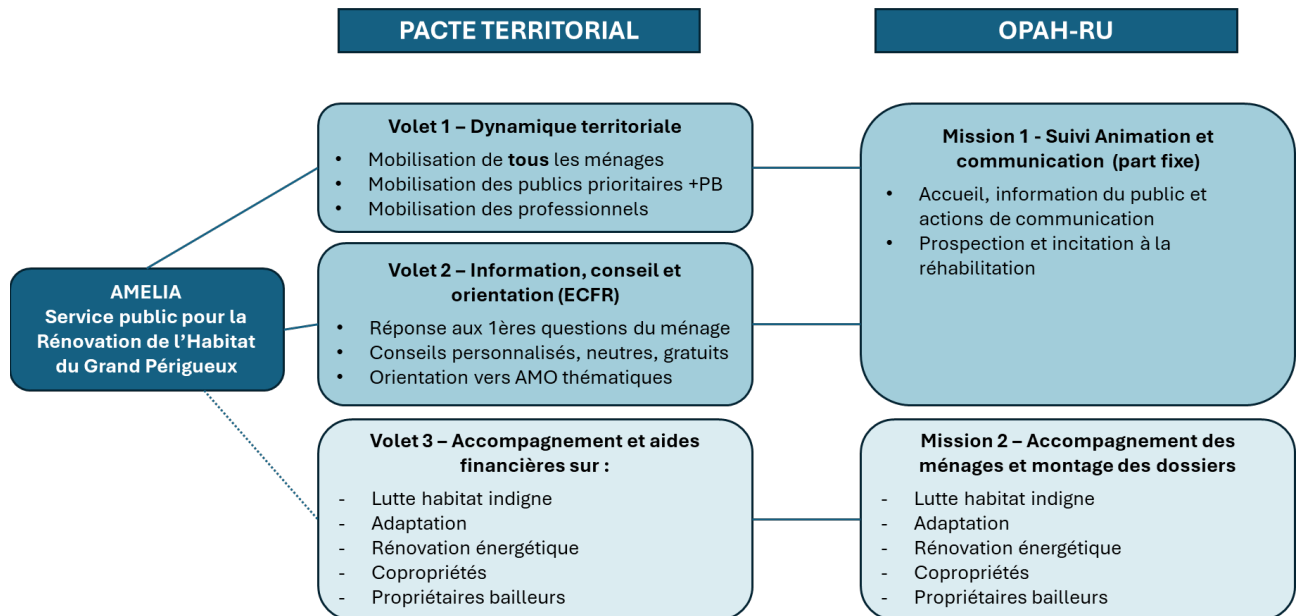 PACTE TERRITORIAL
OPAH-RU
AMELIA
Service public pour la
Rénovation de l'Habitat
du Grand Périgueux
Volet 1 – Dynamique territoriale
• Mobilisation de tous les ménages
• Mobilisation des publics prioritaires +PB
• Mobilisation des professionnels
Volet 2 – Information, conseil et
orientation (ECFR)
• Réponse aux 1ères questions du ménage
• Conseils personnalisés, neutres, gratuits
• Orientation vers AMO thématiques
Volet 3 – Accompagnement et aides
financières sur :
- Lutte habitat indigne
- Adaptation
- Rénovation énergétique
- Copropriétés
- Propriétaires bailleurs
Mission 1 - Suivi Animation et
communication (part fixe)
• Accueil, information du public et
actions de communication
• Prospection et incitation à la
réhabilitation
Mission 2 – Accompagnement des
ménages et montage des dossiers
- Lutte habitat indigne
- Adaptation
- Rénovation énergétique
- Copropriétés
- Propriétaires bailleurs